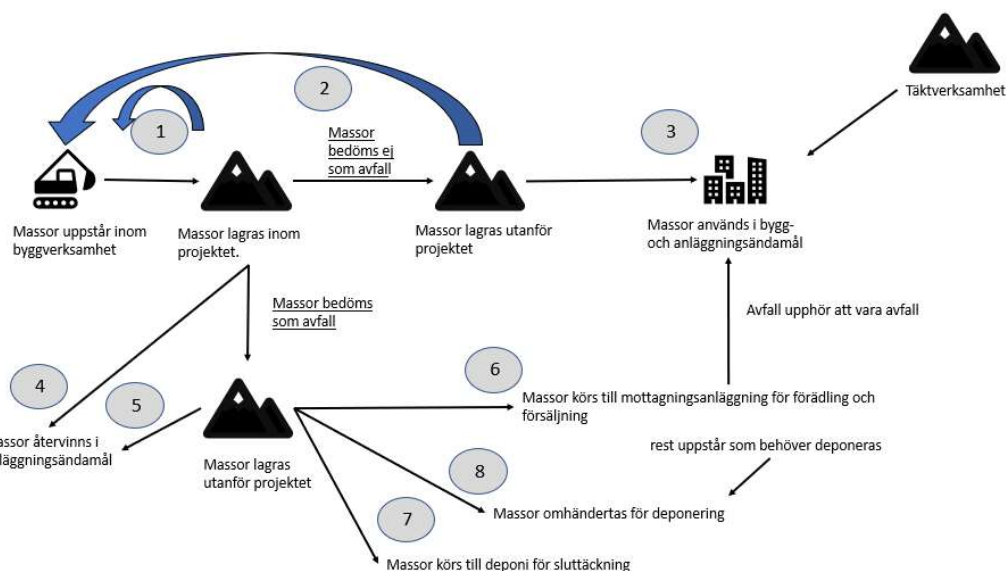 2
Täktverksamhet
1
3
Massor
bedöms ej
som avfall
Massor uppstår inom
byggverksamhet
Massor lagras inom
projektet.
Massor lagras utanför
projektet
Massor används i bygg-
och anläggningsändamål
Massor bedöms
som avfall
Avfall upphör att vara avfall
4
5
6
Massor körs till mottagningsanläggning för förädling och
försäljning
assor återvinns i
läggningsändamål
Massor lagras
utanför projektet
rest uppstår som behöver deponeras
8
Massor omhändertas för deponering
7
Massor körs till deponi för sluttäckning